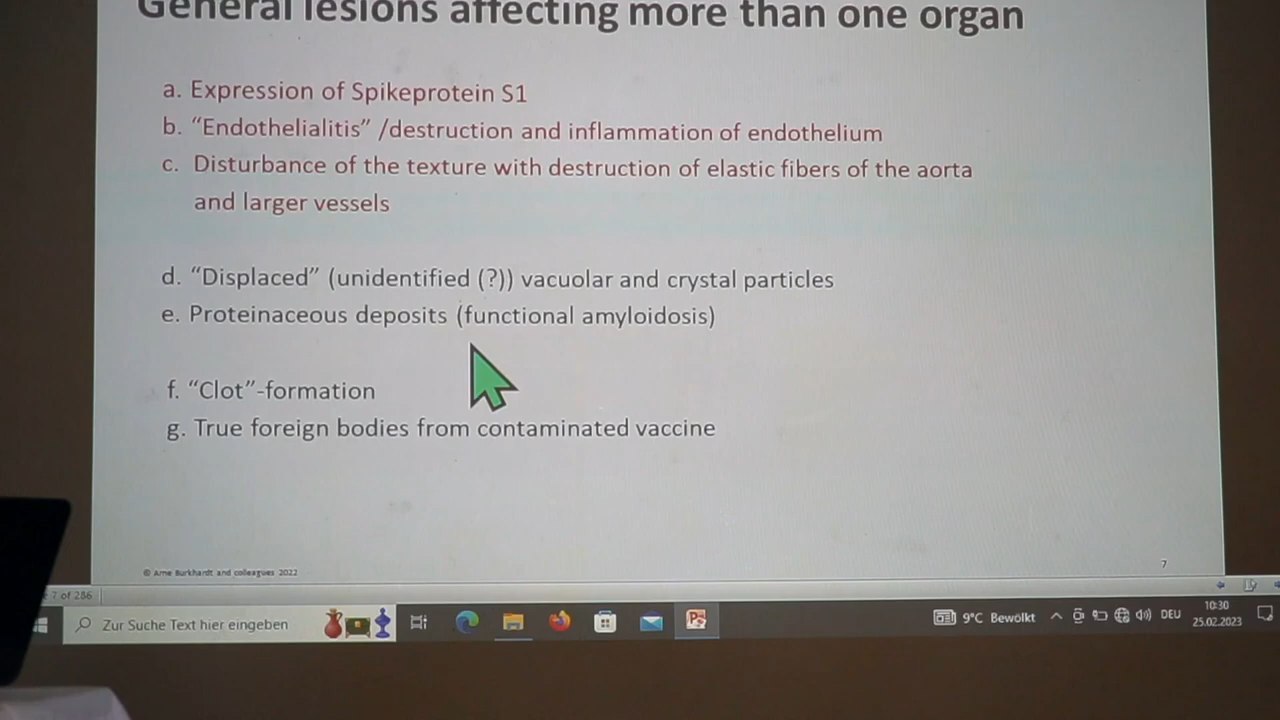 General lesions affecting more than one organ
a. Expression of Spikeprotein S1
b. “Endothelialitis” /destruction and inflammation of endothelium
c. Disturbance of the texture with destruction of elastic fibers of the aorta
and larger vessels
d. “Displaced” (unidentified (?)) vacuolar and crystal particles
e. Proteinaceous deposits (functional amyloidosis)
f. “Clot”-formation
g. True foreign bodies from contaminated vaccine
© Arne Burkhardt and colleagues 2022
7
7 of 286
Zur Suche Text hier eingeben
9°C Bewölkt
DEU
10:30
25.02.2023